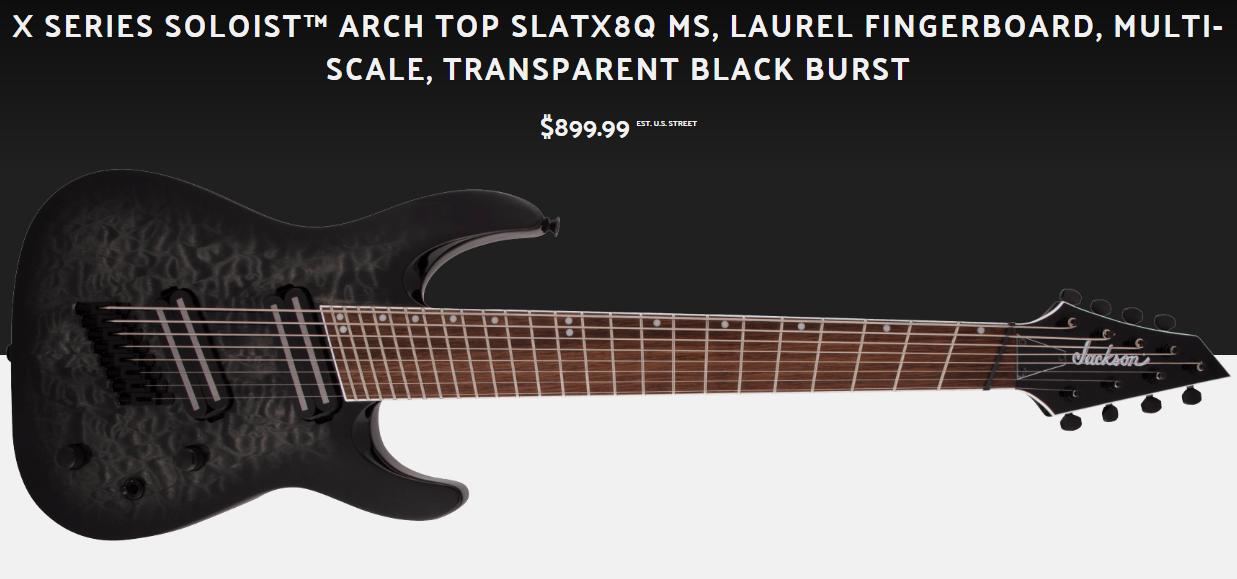 X SERIES SOLOIST™ ARCH TOP SLATX8Q MS, LAUREL FINGERBOARD, MULTI-
SCALE, TRANSPARENT BLACK BURST
$899.99 EST. U.S. STREET
Jackson